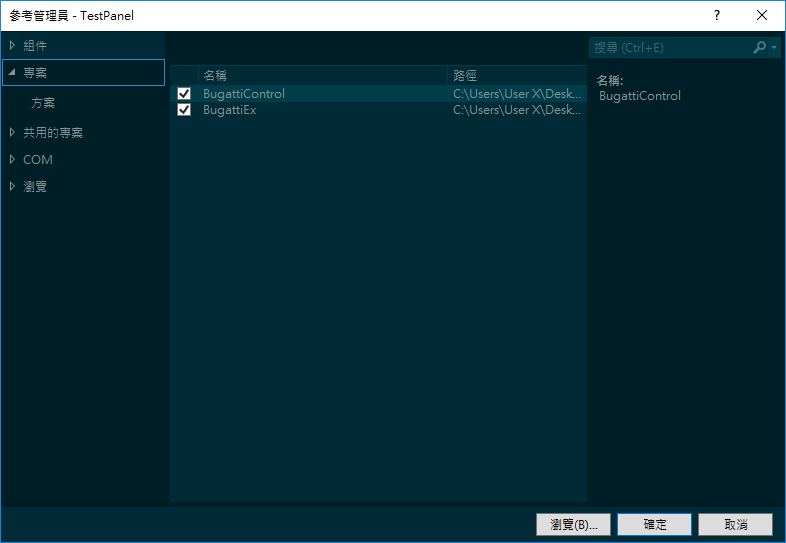 參考管理員 - TestPanel
?
組件
專案
方案
共用的專案
COM
瀏覽
名稱 路徑
BugattiControl C:\Users\User X\Desk...
BugattiEx C:\Users\User X\Desk...
搜尋 (Ctrl+E)
名稱:
BugattiControl
瀏覽(B)... 確定 取消